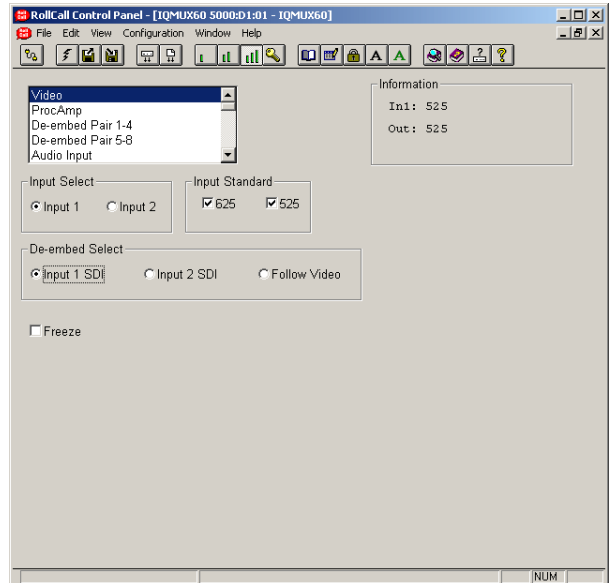 RollCall Control Panel - [IQMUX60 5000:D1:01 - IQMUX60]
File Edit View Configuration Window Help
A A ?
Video
ProcAmp
De-embed Pair 1-4
De-embed Pair 5-8
Audio Input
Information
In1: 525
Out: 525
Input Select
Input 1 Input 2
Input Standard
625 525
De-embed Select
Input 1 SDI Input 2 SDI Follow Video
Freeze
NUM